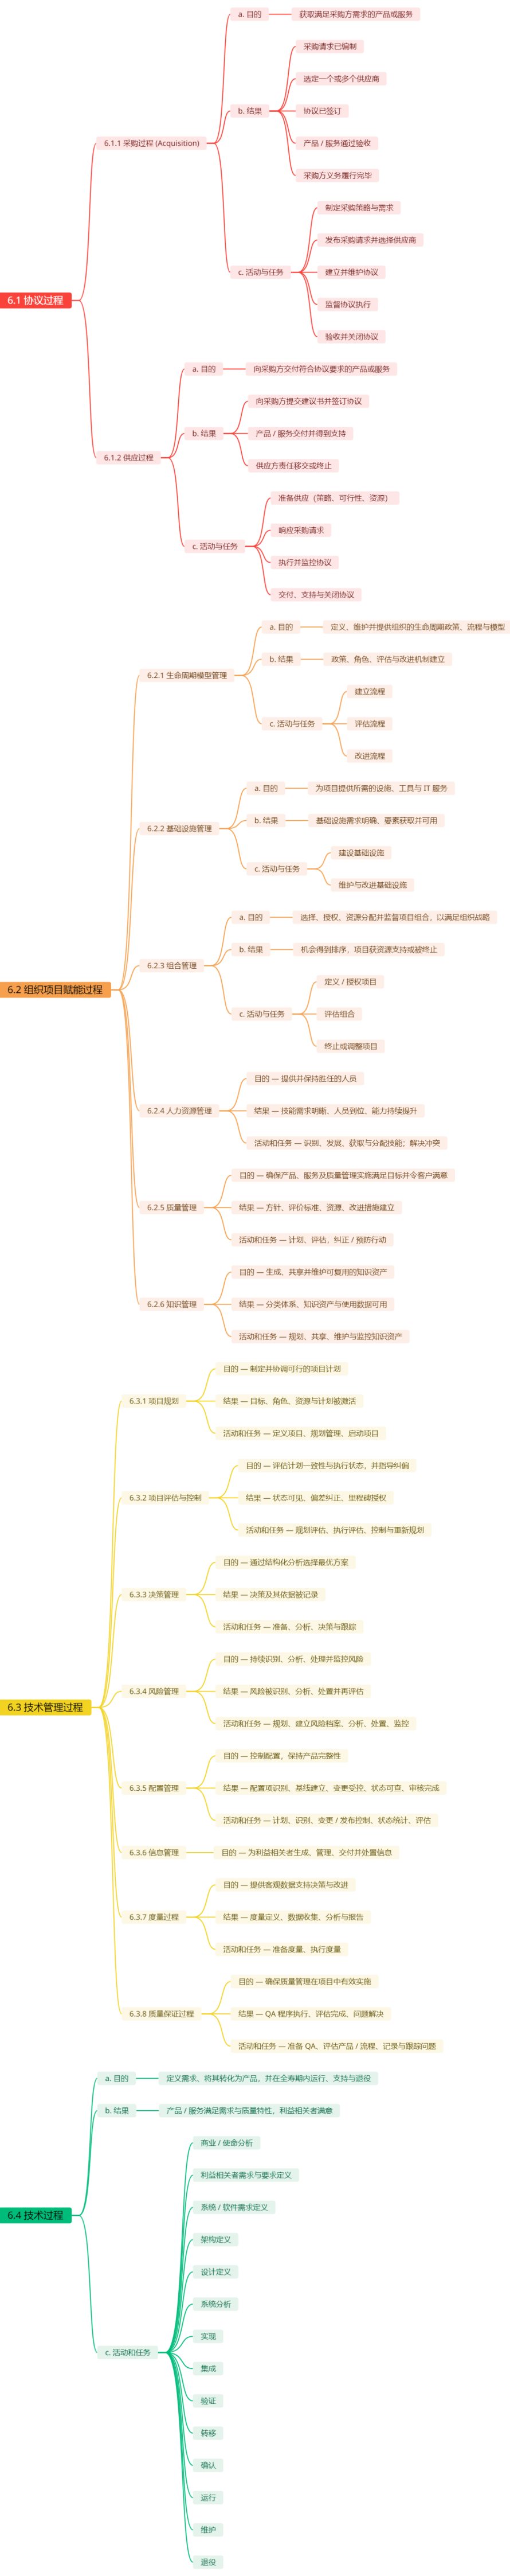 6.1 协议过程
6.1.1 采购过程 (Acquisition)
a. 目的
获取满足采购方需求的产品或服务
b. 结果
采购请求已编制
选定一个或多个供应商
协议已签订
产品 / 服务通过验收
采购方义务履行完毕
c. 活动与任务
制定采购策略与需求
发布采购请求并选择供应商
建立并维护协议
监督协议执行
验收并关闭协议
6.1.2 供应过程
a. 目的
向采购方交付符合协议要求的产品或服务
b. 结果
向采购方提交建议书并签订协议
产品 / 服务交付并得到支持
供应方责任移交或终止
c. 活动与任务
准备供应（策略、可行性、资源）
响应采购请求
执行并监控协议
交付、支持与关闭协议
6.2 组织项目赋能过程
6.2.1 生命周期模型管理
a. 目的
定义、维护并提供组织的生命周期政策、流程与模型
b. 结果
政策、角色、评估与改进机制建立
c. 活动与任务
建立流程
评估流程
改进流程
6.2.2 基础设施管理
a. 目的
为项目提供所需的设施、工具与 IT 服务
b. 结果
基础设施需求明确、要素获取并可用
c. 活动与任务
建设基础设施
维护与改进基础设施
6.2.3 组合管理
a. 目的
选择、授权、资源分配并监督项目组合，以满足组织战略
b. 结果
机会得到排序，项目获资源支持或被终止
c. 活动与任务
定义 / 授权项目
评估组合
终止或调整项目
6.2.4 人力资源管理
目的 — 提供并保持胜任的人员
结果 — 技能需求明晰、人员到位、能力持续提升
活动和任务 — 识别、发展、获取与分配技能；解决冲突
6.2.5 质量管理
目的 — 确保产品、服务及质量管理实施满足目标并令客户满意
结果 — 方针、评价标准、资源、改进措施建立
活动和任务 — 计划、评估，纠正 / 预防行动
6.2.6 知识管理
目的 — 生成、共享并维护可复用的知识资产
结果 — 分类体系，知识资产与使用数据可用
活动和任务 — 规划、共享、维护与监控知识资产
6.3 技术管理过程
6.3.1 项目规划
目的 — 制定并协调可行的项目计划
结果 — 目标、角色、资源与计划被激活
活动和任务 — 定义项目、规划管理、启动项目
6.3.2 项目评估与控制
目的 — 评估计划一致性与执行状态，并指导纠偏
结果 — 状态可见、偏差纠正、里程碑授权
活动和任务 — 规划评估、执行评估、控制与重新规划
6.3.3 决策管理
目的 — 通过结构化分析选择最优方案
结果 — 决策及其依据被记录
活动和任务 — 准备、分析、决策与跟踪
6.3.4 风险管理
目的 — 持续识别、分析、处理并监控风险
结果 — 风险被识别、分析、处置并再评估
活动和任务 — 规划、建立风险档案、分析，处置、监控
6.3.5 配置管理
目的 — 控制配置，保持产品完整性
结果 — 配置项识别、基线建立、变更受控、状态可查，审核完成
活动和任务 — 计划、识别、变更 / 发布控制、状态统计、评估
6.3.6 信息管理
目的 — 为利益相关者生成、管理、交付并处置信息
6.3.7 度量过程
目的 — 提供客观数据支持决策与改进
结果 — 度量定义、数据收集、分析与报告
活动和任务 — 准备度量、执行度量
6.3.8 质量保证过程
目的 — 确保质量管理在项目中有效实施
结果 — QA 程序执行，评估完成、问题解决
活动和任务 — 准备 QA、评估产品 / 流程、记录与跟踪问题
6.4 技术过程
a. 目的
定义需求、将其转化为产品，并在全寿期内运行、支持与退役
b. 结果
产品 / 服务满足需求与质量特性，利益相关者满意
c. 活动和任务
商业 / 使命分析
利益相关者需求与要求定义
系统 / 软件需求定义
架构定义
设计定义
系统分析
实现
集成
验证
转移
确认
运行
维护
退役